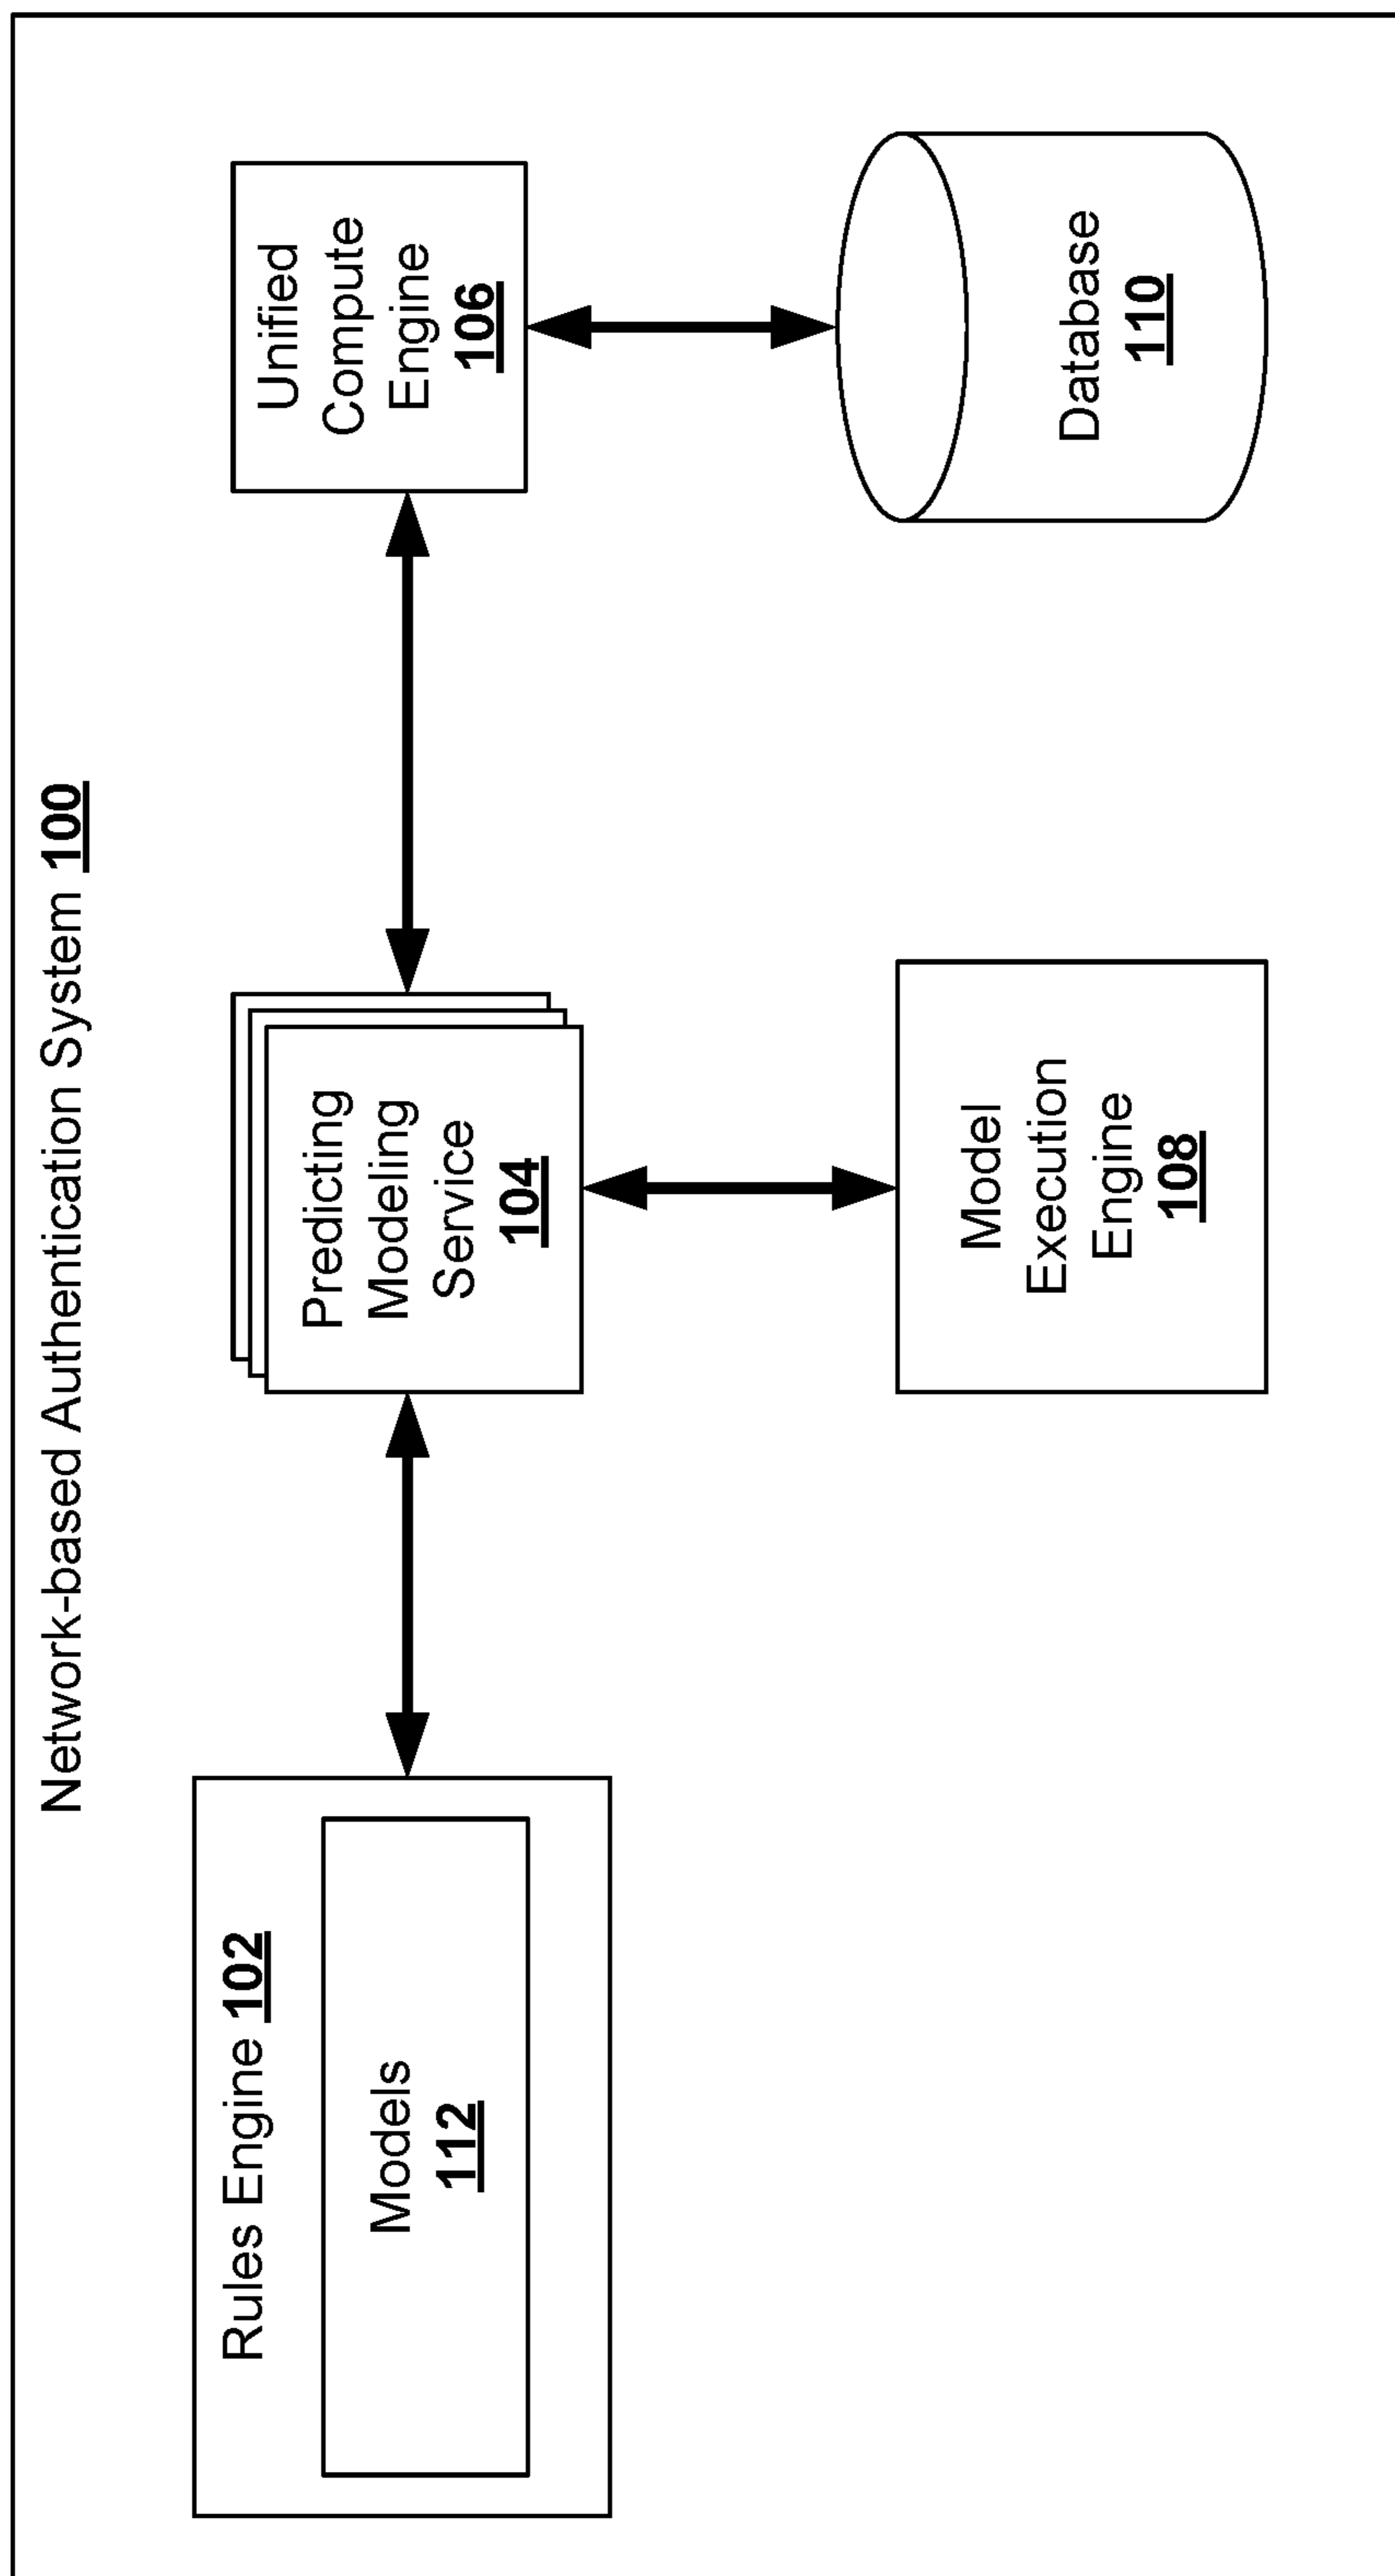 Network-based Authentication System 100
Rules Engine 102
Models
112
Predicting
Modeling
Service
104
Unified
Compute
Engine
106
Model
Execution
Engine
108
Database
110